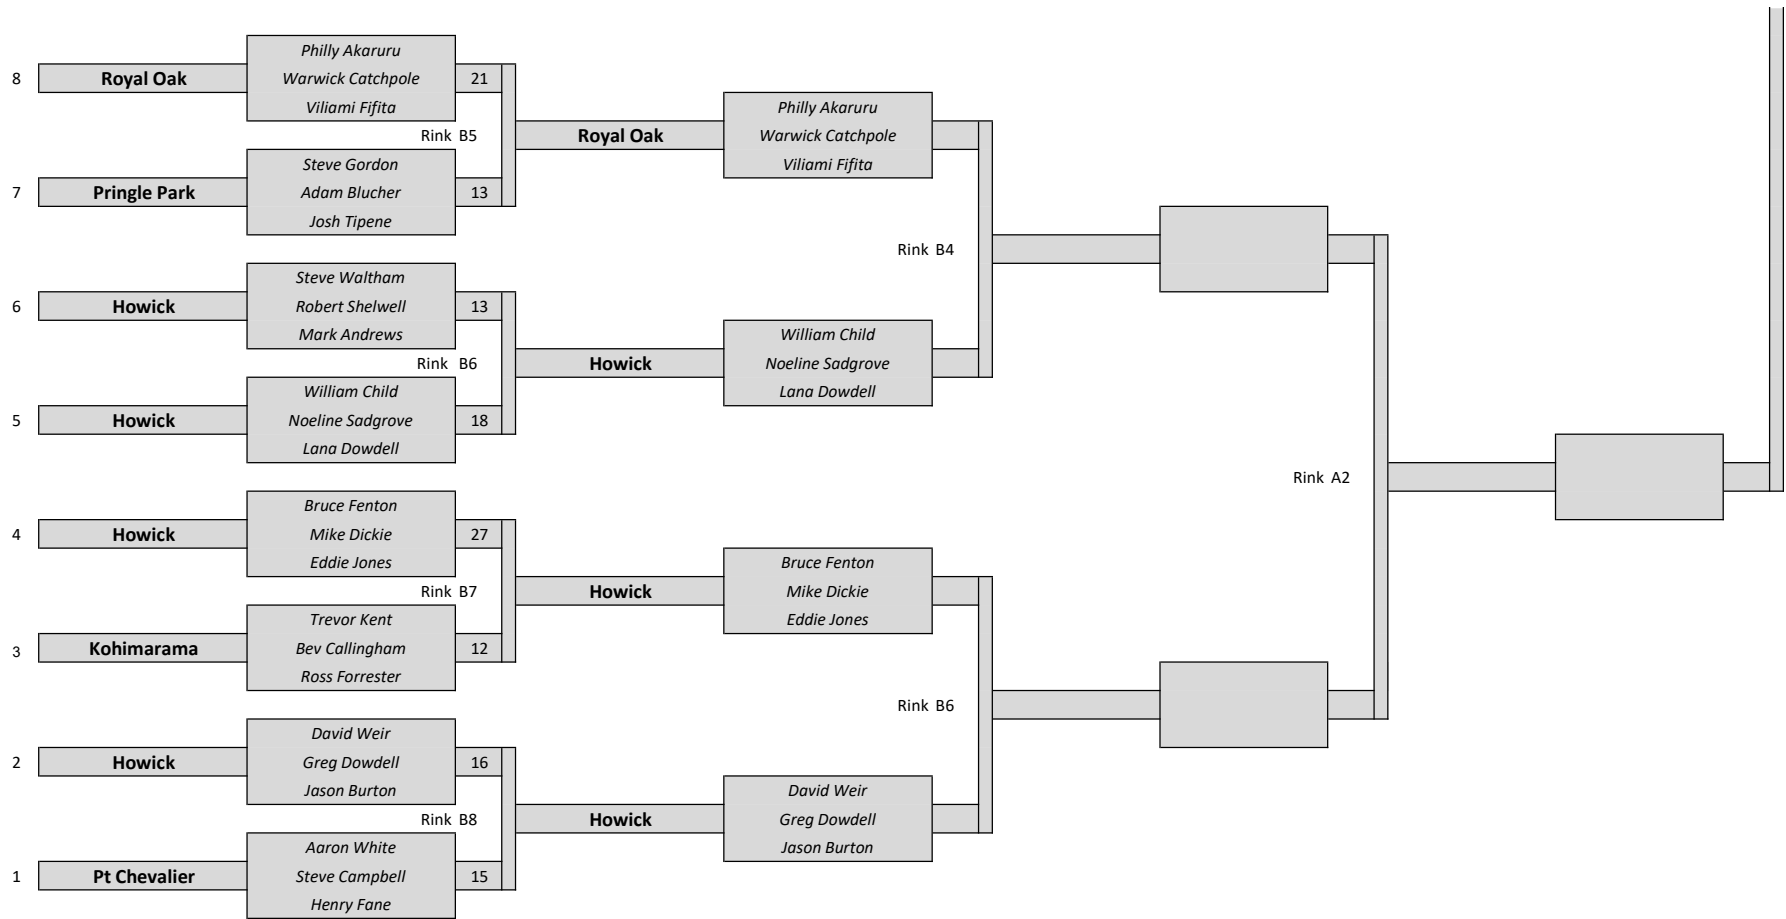 Philly Akaruru
8 Royal Oak Warwick Catchpole 21
Viliami Fifita
Philly Akaruru
Rink B5 Royal Oak Warwick Catchpole
Viliami Fifita
Steve Gordon
7 Pringle Park Adam Blucher 13
Josh Tipene
Rink B4
Steve Waltham
6 Howick Robert Shelwell 13
Mark Andrews
William Child
Rink B6 Howick Noeline Sadgrove
Lana Dowdell
William Child
5 Howick Noeline Sadgrove 18
Lana Dowdell
Rink A2
Bruce Fenton
4 Howick Mike Dickie 27
Eddie Jones
Bruce Fenton
Rink B7 Howick Mike Dickie
Eddie Jones
Trevor Kent
3 Kohimarama Bev Callingham 12
Ross Forrester
Rink B6
David Weir
2 Howick Greg Dowdell 16
Jason Burton
David Weir
Rink B8 Howick Greg Dowdell
Jason Burton
Aaron White
1 Pt Chevalier Steve Campbell 15
Henry Fane